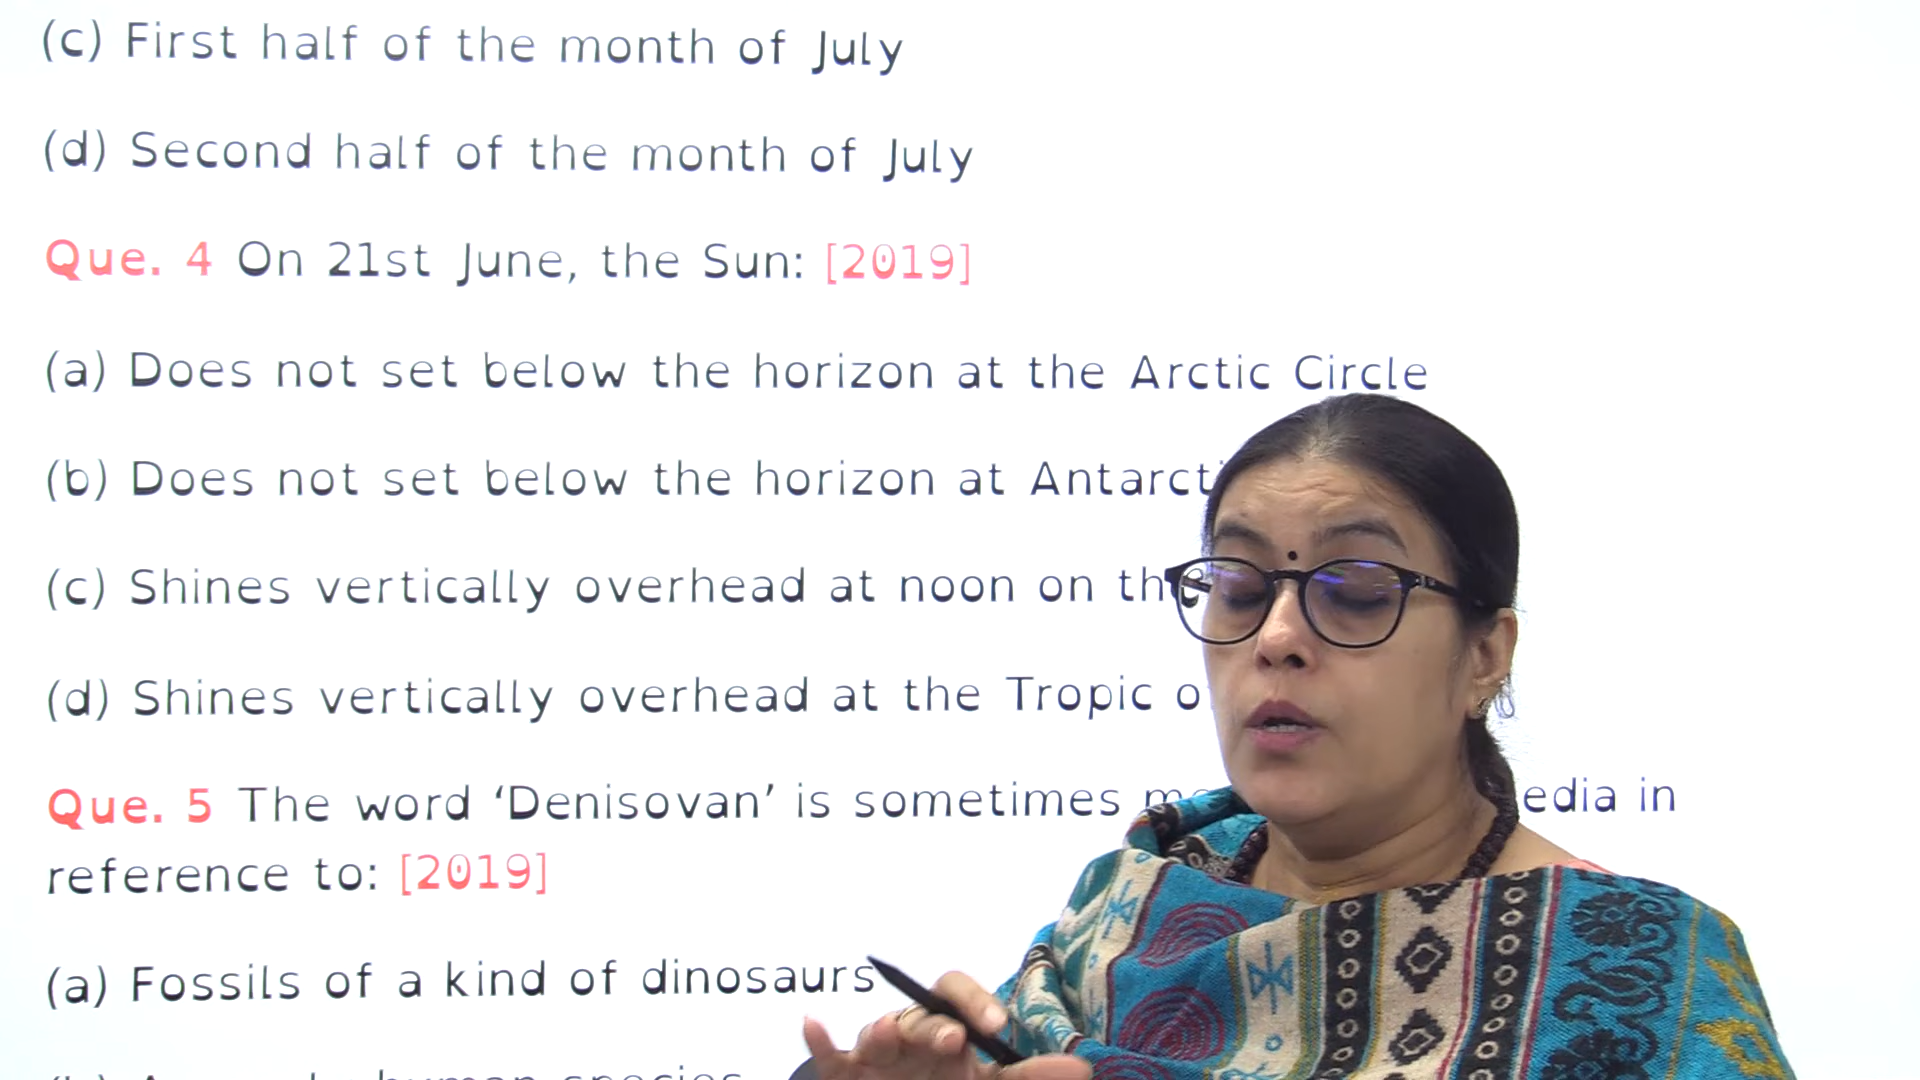 (c) First half of the month of July
(d) Second half of the month of July
Que. 4 On 21st June, the Sun: [2019]
(a) Does not set below the horizon at the Arctic Circle
(b) Does not set below the horizon at
(c) Shines vertically overhead at noon on the
(d) Shines vertically overhead at the Tropic
Que. 5 The word ‘Denisovan’ is sometimes in
reference to: [2019]
(a) Fossils of a kind of dinosaurs
human species